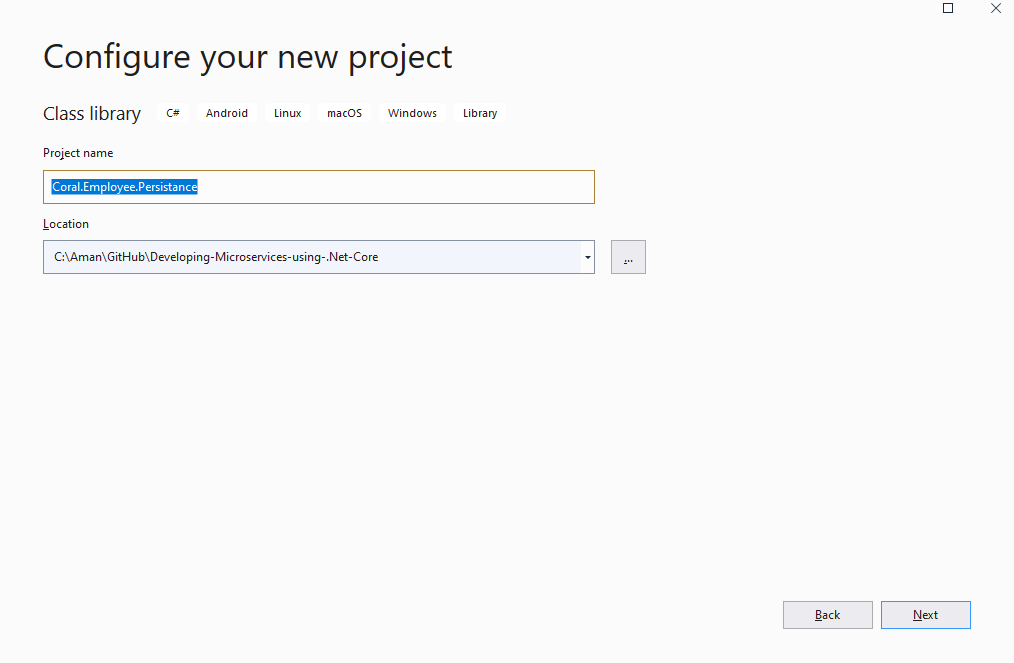 Configure your new project
Class library C# Android Linux macOS Windows Library
Project name
Coral.Employee.Persistance
Location
C:\Aman\GitHub\Developing-Microservices-using-.Net-Core
...
Back Next